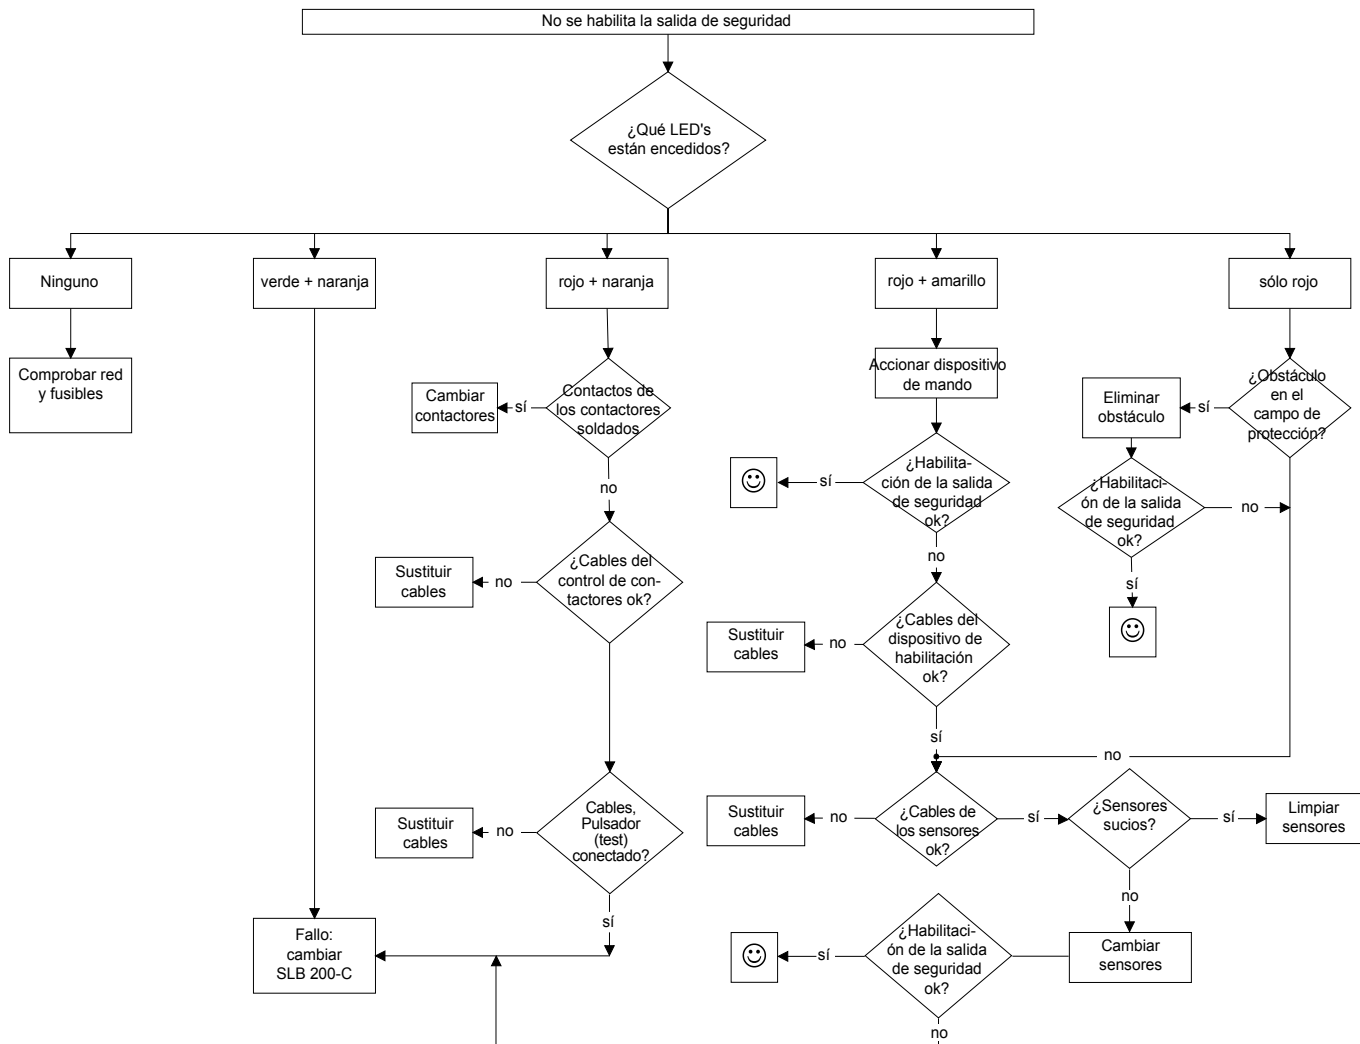 No se habilita la salida de seguridad
¿Qué LED's
están encedidos?
Ninguno
verde + naranja
rojo + naranja
rojo + amarillo
sólo rojo
Comprobar red
y fusibles
Cambiar
contactores
sí
Contactos de
los contactores
soldados
Accionar dispositivo
de mando
Eliminar
obstáculo
sí
¿Obstáculo
en el
campo de
protección?
no
sí
¿Habilita-
ción de la salida
de seguridad
ok?
¿Habilitaci-
ón de la salida
de seguridad
ok?
no
no
sí
Sustituir
cables
no
¿Cables del
control de con-
tactores ok?
Sustituir
cables
no
¿Cables del
dispositivo de
habilitación
ok?
sí
no
Sustituir
cables
no
Cables,
Pulsador
(test)
conectado?
Sustituir
cables
no
¿Cables de
los sensores
ok?
sí
¿Sensores
sucios?
sí
Limpiar
sensores
no
sí
Fallo:
cambiar
SLB 200-C
sí
¿Habilitaci-
ón de la salida
de seguridad
ok?
Cambiar
sensores
no